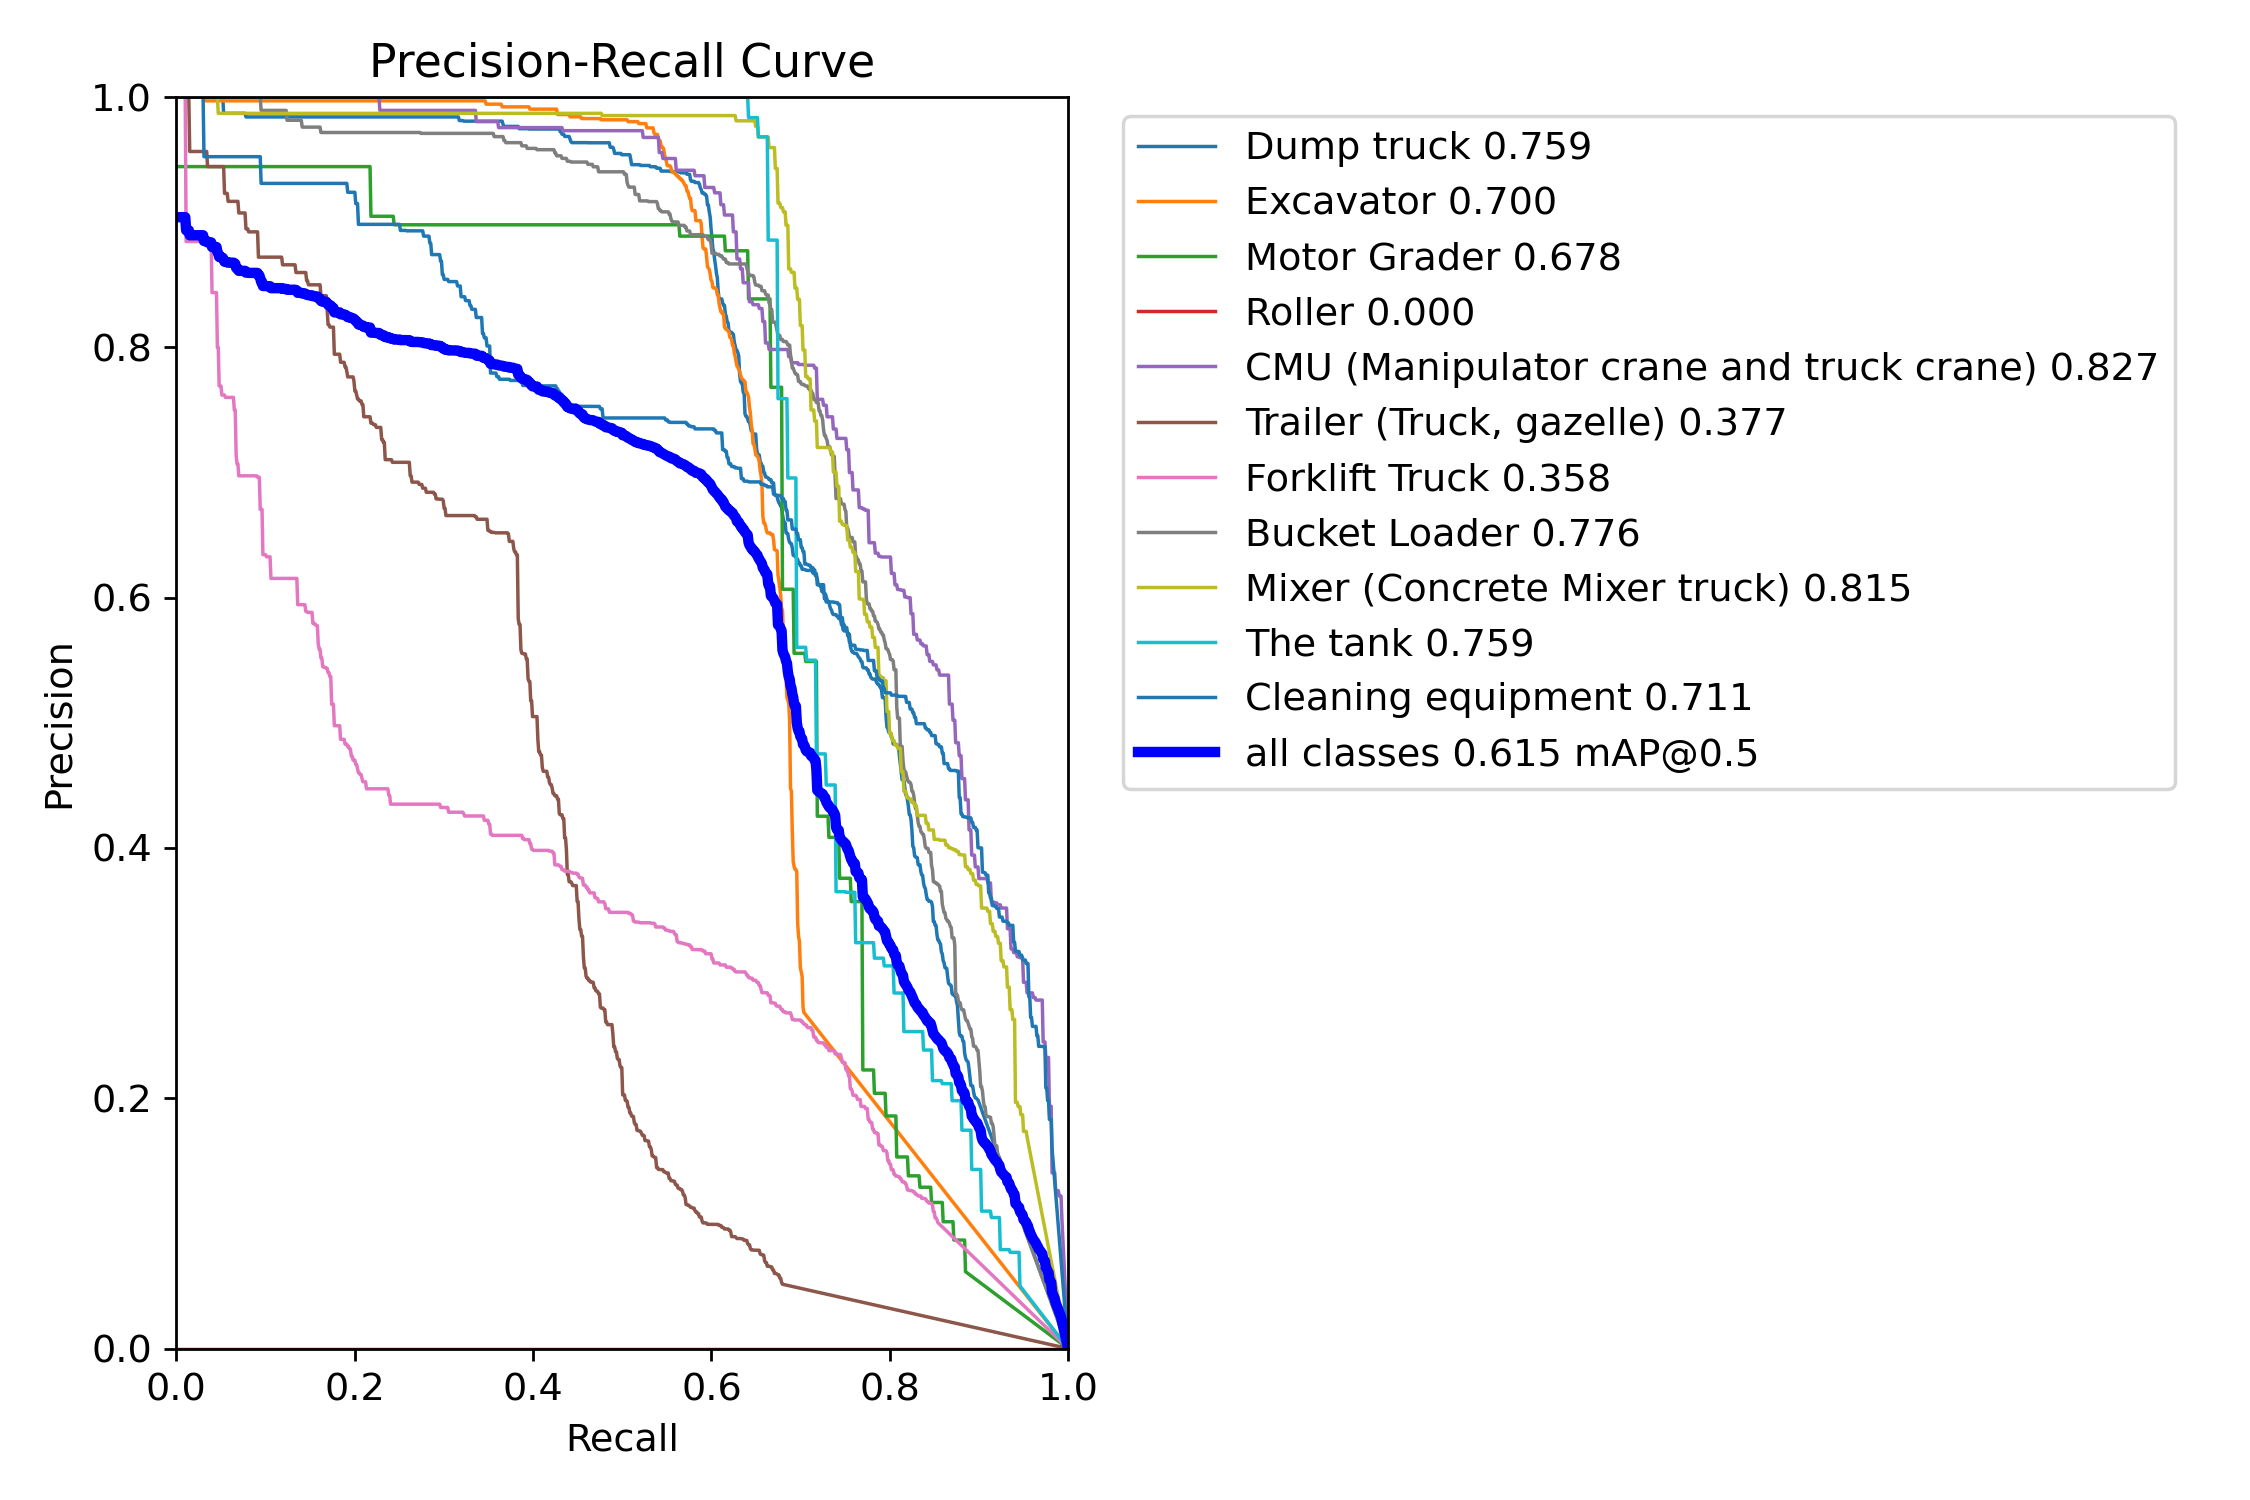 Precision-Recall Curve
1.0
0.8
0.6
0.4
0.2
0.0
Precision
0.0 0.2 0.4 0.6 0.8 1.0
Recall
Dump truck 0.759
Excavator 0.700
Motor Grader 0.678
Roller 0.000
CMU (Manipulator crane and truck crane) 0.827
Trailer (Truck, gazelle) 0.377
Forklift Truck 0.358
Bucket Loader 0.776
Mixer (Concrete Mixer truck) 0.815
The tank 0.759
Cleaning equipment 0.711
all classes 0.615 mAP@0.5